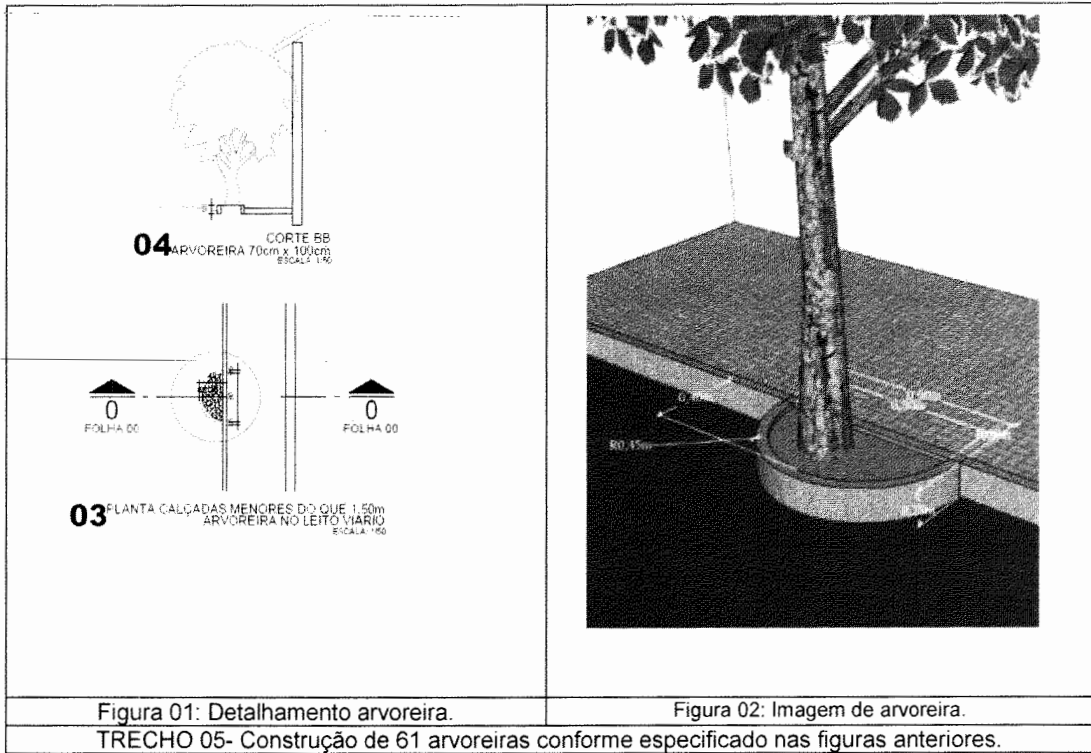 04
CORTE BB
ARVOREIRA 70cm x 100cm
ESCALA: 1:50
0
FOLHA 00
0
FOLHA 00
03
PLANTA CALÇADAS MENORES DO QUE 1.50m
ARVOREIRA NO LEITO VIARIO
ESCALA:
R0,45m
Figura 01: Detalhamento arvoreira.
Figura 02: Imagem de arvoreira.
TRECHO 05- Construção de 61 arvoreiras conforme especificado nas figuras anteriores.